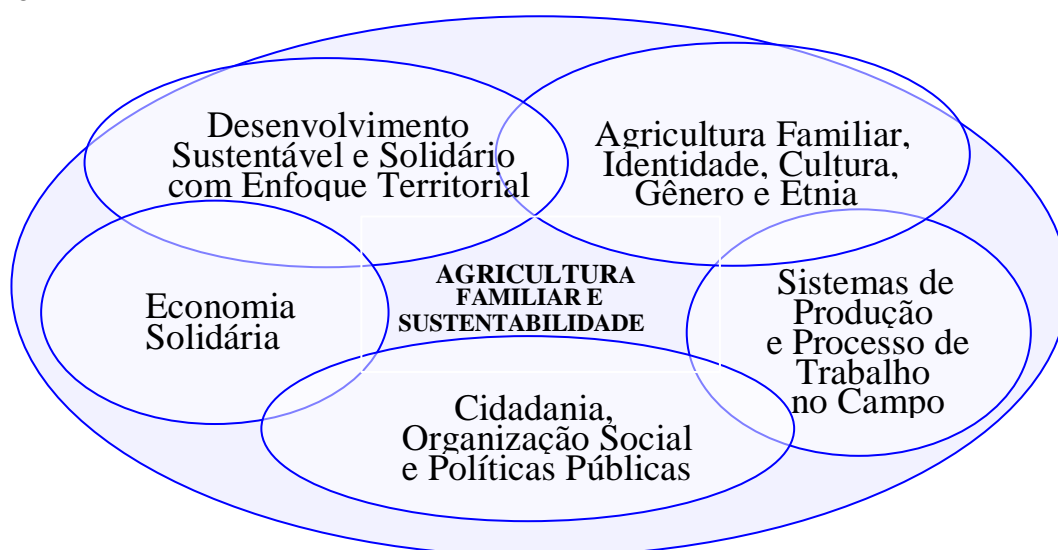 Desenvolvimento
Sustentável e Solidário
com Enfoque Territorial
Agricultura Familiar,
Identidade, Cultura,
Gênero e Etnia
Economia
Solidária
AGRICULTURA
FAMILIAR E
SUSTENTABILIDADE
Sistemas de
Produção
e Processo de
Trabalho
no Campo
Cidadania,
Organização Social
e Políticas Públicas